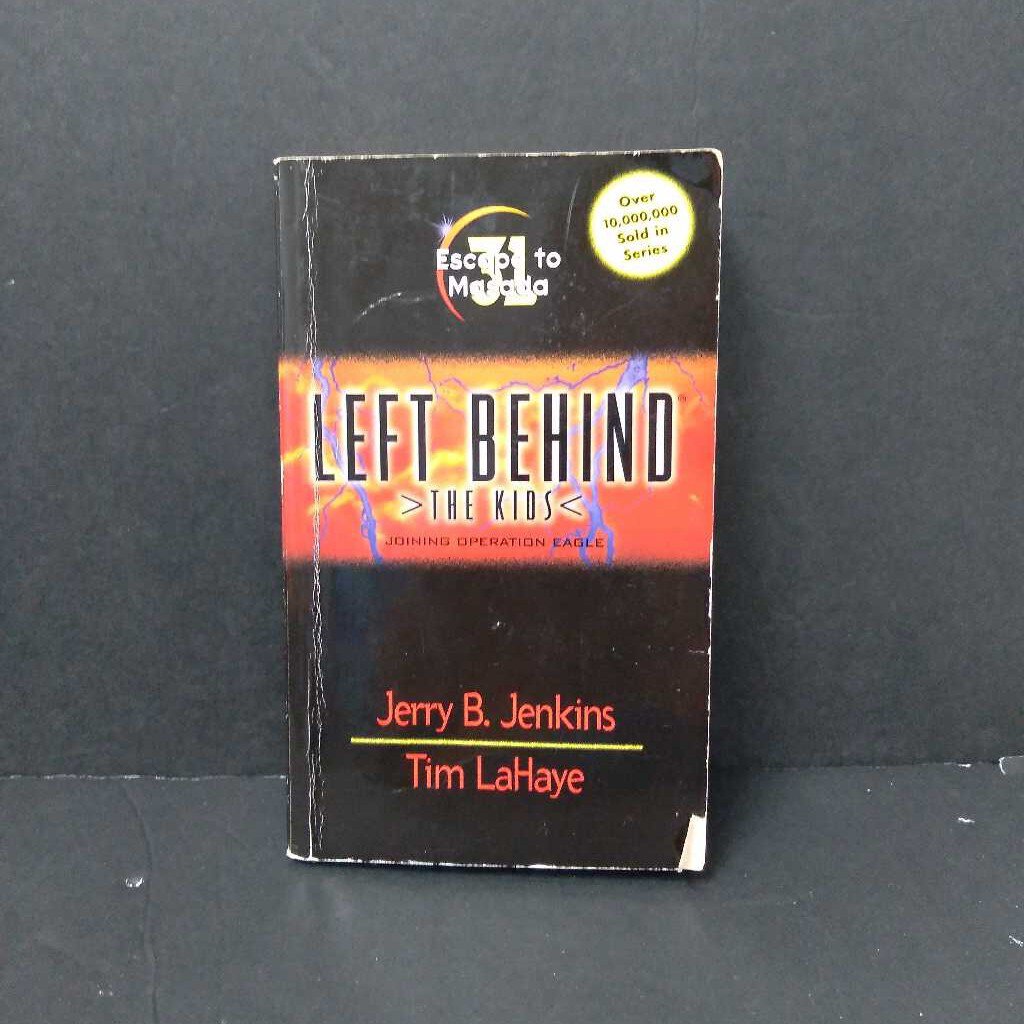 Over
10,000,000
Sold in
Series
31
Escape to
Masada
LEFT BEHIND
>THE KIDS<
JOINING OPERATION EAGLE
Jerry B. Jenkins
Tim LaHaye